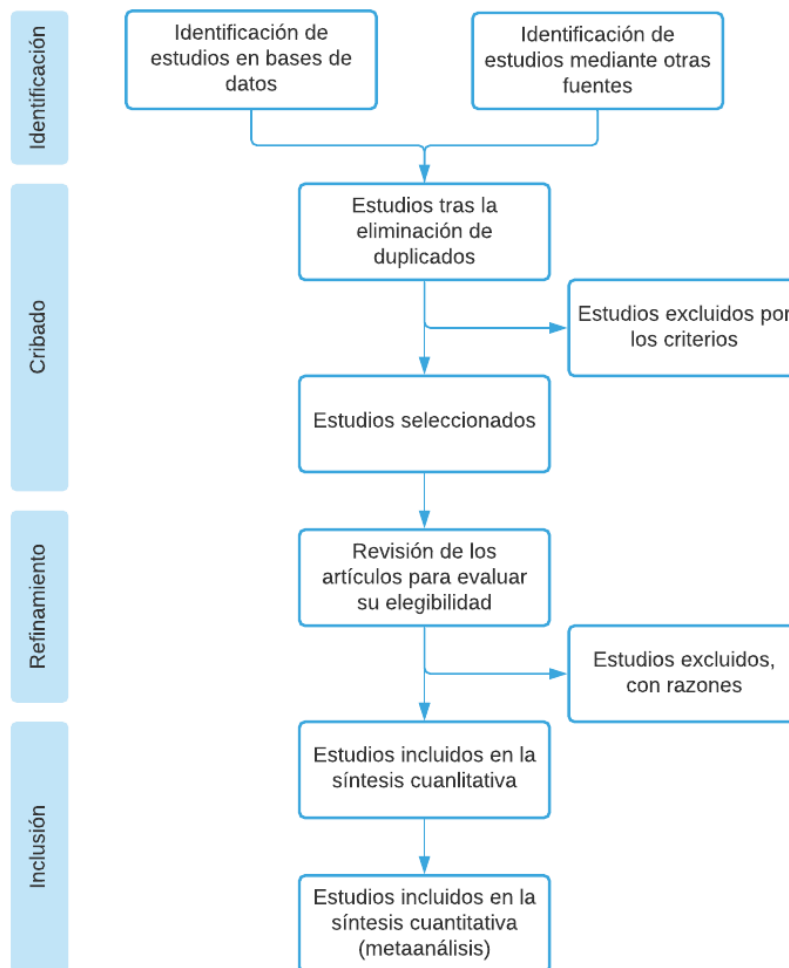 Identificación
Identificación de
estudios en bases de
datos
Identificación de
estudios mediante otras
fuentes
Cribado
Estudios tras la
eliminación de
duplicados
Estudios excluidos por
los criterios
Estudios seleccionados
Refinamiento
Revisión de los
artículos para evaluar
su elegibilidad
Estudios excluidos,
con razones
Inclusión
Estudios incluidos en la
síntesis cuanlitativa
Estudios incluidos en la
síntesis cuantitativa
(metaanálisis)